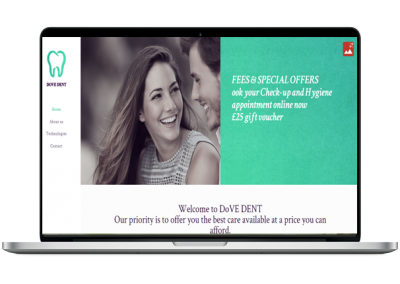 DOVE DENT
Home
About us
Technologies
Contact
FEES & SPECIAL OFFERS
ook your Check-up and H ygiene
appointment online now
£25 gift voucher
Welcome to DoVE DENT
Our priority is to offer you the best care available at a price you can
afford.